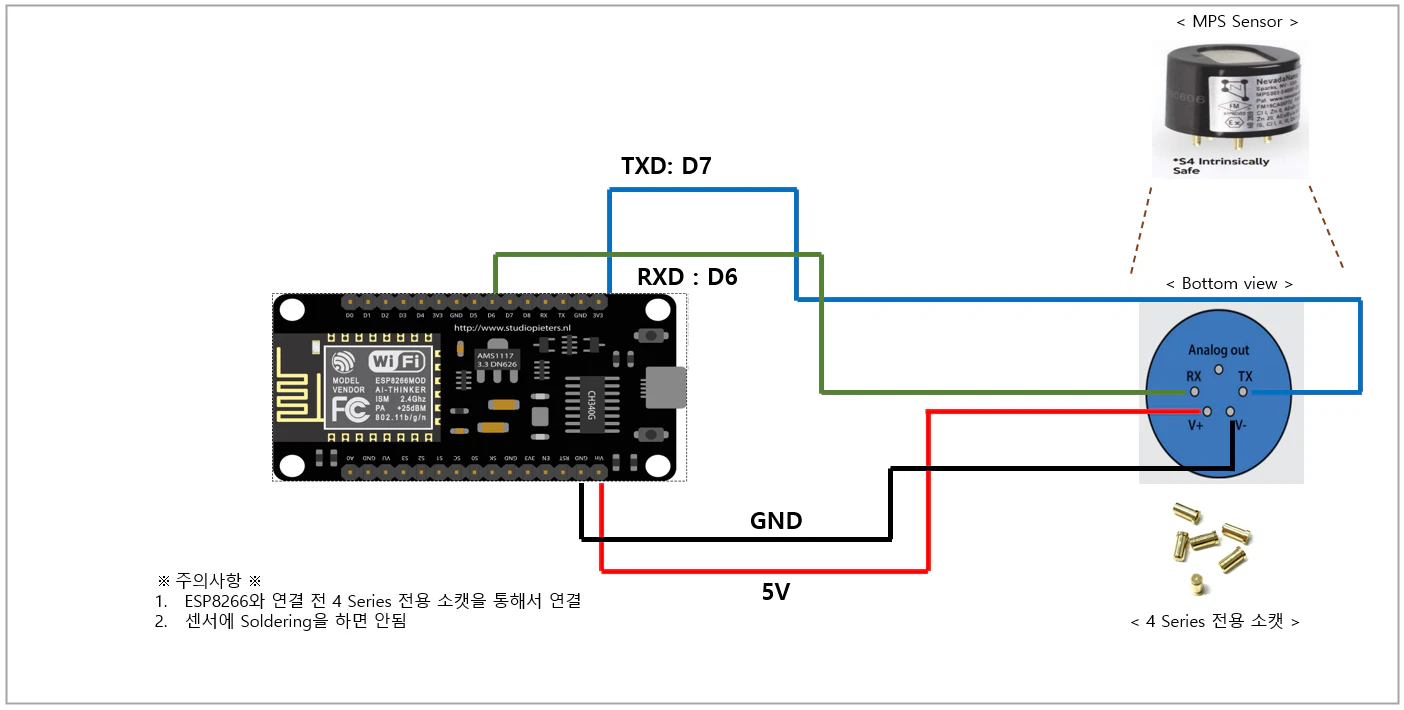 < MPS Sensor >
NevadaNano
Sparks, NV
FM
APPROVED
Ex
*S4 Intrinsically
Safe
TXD: D7
RXD : D6
< Bottom view >
D0 D1 D2 D3 D4 3V3 GND D5 D6 D7 D8 RX TX GND 3V3
http://www.studiopieters.nl
AMS1117
3.3 DN626
WiFi
MODEL ESP8266MOD
VENDOR AI-THINKER
ISM 2.4Ghz
PA +25dBM
802.11b/g/n
FC
CH340G
Analog out
RX TX
V+ V-
A0 GND VU S3 S2 S1 SC S0 SK GND 3V3 EN RST GND Vin
GND
5V
※ 주의사항 ※
1. ESP8266와 연결 전 4 Series 전용 소캣을 통해서 연결
2. 센서에 Soldering을 하면 안됨
< 4 Series 전용 소캣 >